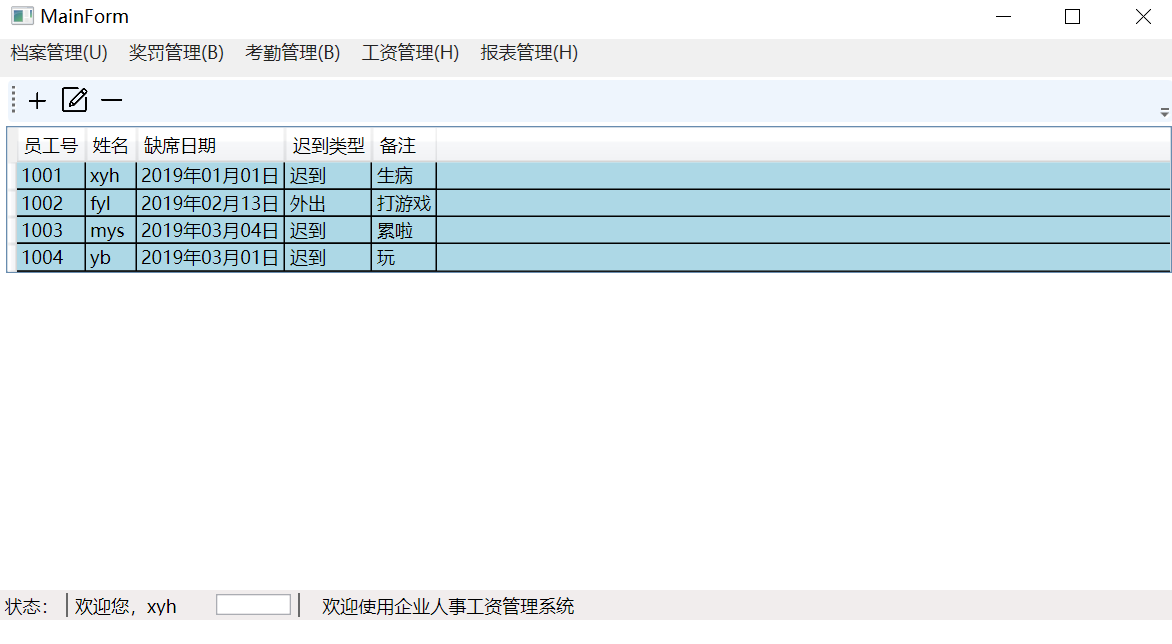 MainForm
档案管理(U) 奖罚管理(B) 考勤管理(B) 工资管理(H) 报表管理(H)
员工号 姓名 缺席日期 迟到类型 备注
1001 xyh 2019年01月01日 迟到 生病
1002 fyl 2019年02月13日 外出 打游戏
1003 mys 2019年03月04日 迟到 累啦
1004 yb 2019年03月01日 迟到 玩
状态： 欢迎您，xyh 欢迎使用企业人事工资管理系统